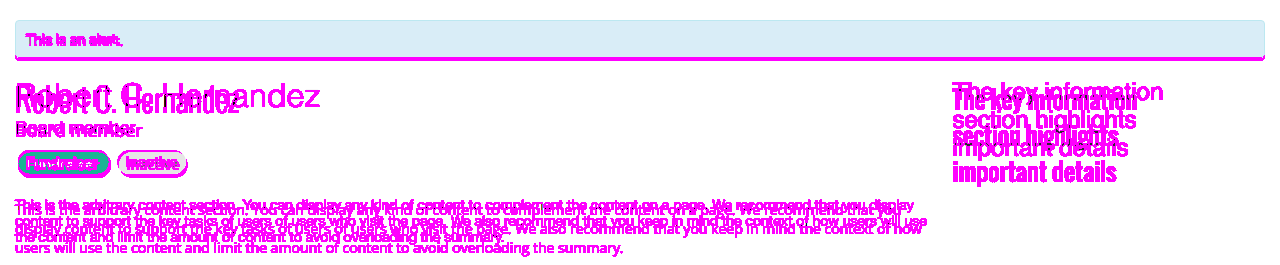 This is an alert.
Robert C. Hernandez
Board member
Inactive
The key information
section highlights
important details
This is the arbitrary content section. You can display any kind of content to complement the content on a page. We recommend that you display
content to support the key tasks of users of users who visit the page. We also recommend that you keep in mind the context of how users will use
the content and limit the amount of content to avoid overloading the summary.